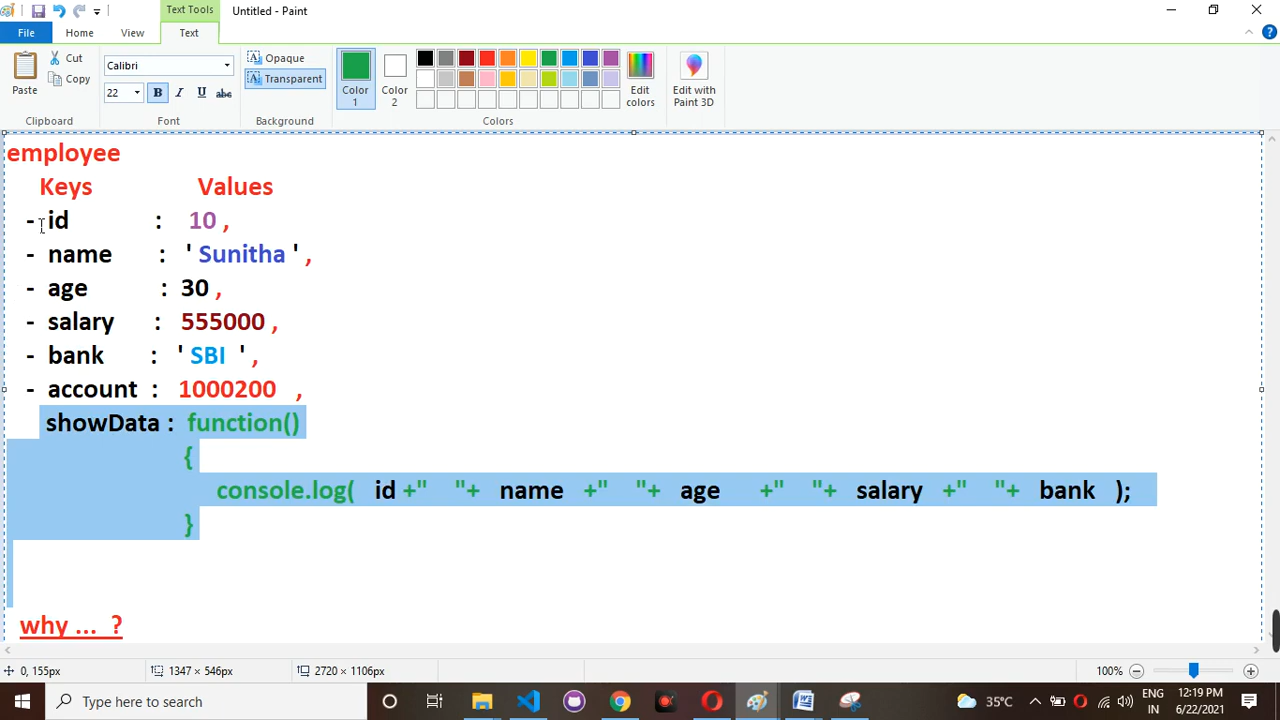 Text Tools
Untitled - Paint
File Home View Text
Paste
Cut
Copy
Calibri
22
B I U abc
Opaque
Transparent
Color 1
Color 2
Edit colors
Edit with Paint 3D
Clipboard Font Background Colors
employee
Keys Values
- id : 10 ,
- name : ' Sunitha ' ,
- age : 30 ,
- salary : 555000 ,
- bank : ' SBI ' ,
- account : 1000200 ,
showData : function()
{
console.log( id +" "+ name +" "+ age +" "+ salary +" "+ bank );
}
why ... ?
0, 155px 1347 × 546px 2720 × 1106px 100%
Type here to search
35°C
ENG
IN
12:19 PM
6/22/2021